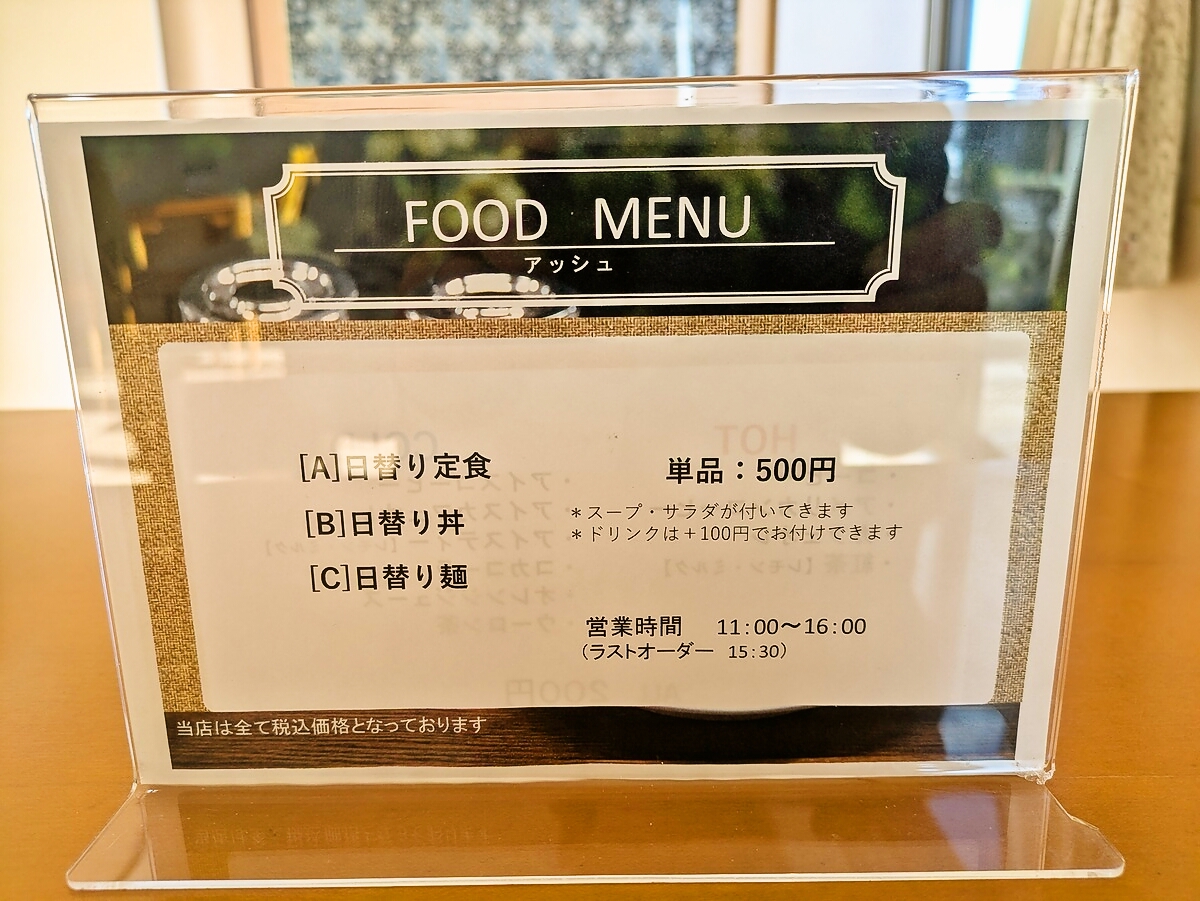 FOOD MENU
アッシュ
[A]日替り定食
単品：500円
[B]日替り丼
＊スープ・サラダが付いてきます
＊ドリンクは＋100円でお付けできます
[C]日替り麺
営業時間 11:00～16:00
（ラストオーダー 15:30）
当店は全て税込価格となっております